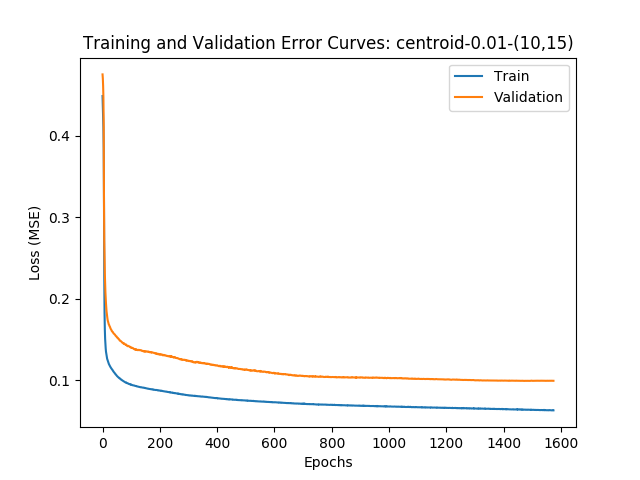 Training and Validation Error Curves: centroid-0.01-(10,15)
Train
Validation
0.4
0.3
0.2
0.1
Loss (MSE)
0 200 400 600 800 1000 1200 1400 1600
Epochs